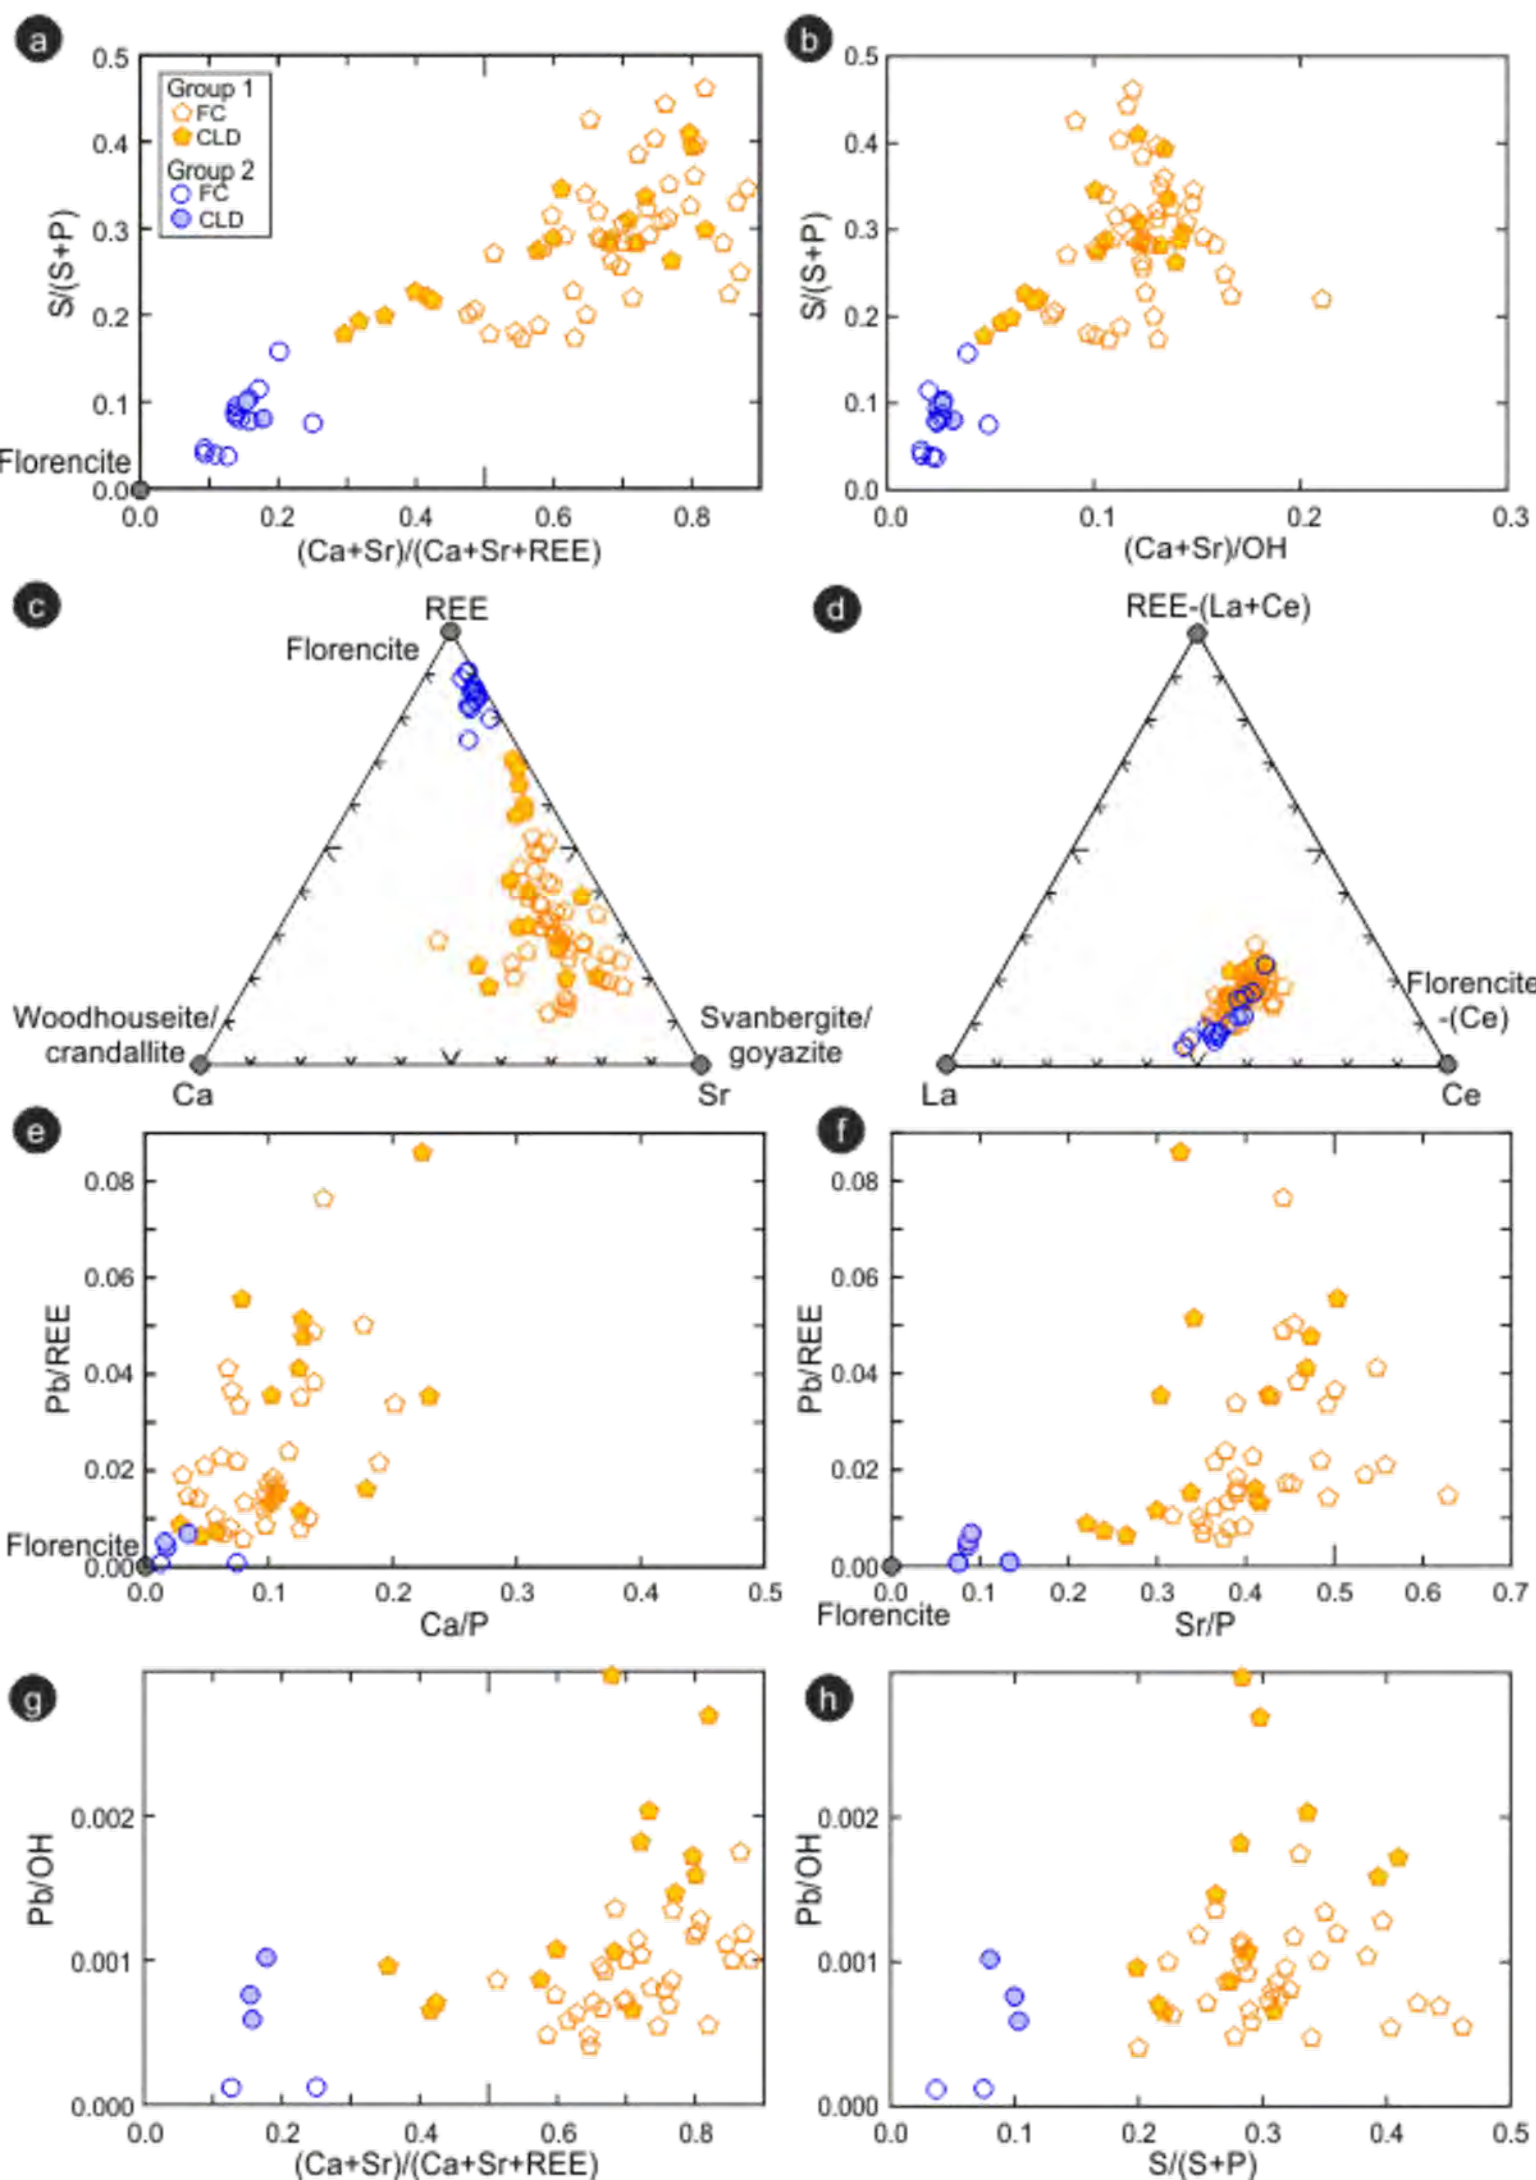 a
0.5
0.4
0.3
0.2
0.1
0.0
S/(S+P)
Group 1
FC
CLD
Group 2
FC
CLD
Florencite
0.0 0.2 0.4 0.6 0.8
(Ca+Sr)/(Ca+Sr+REE)
b
0.5
0.4
0.3
0.2
0.1
0.0
S/(S+P)
0.0 0.1 0.2 0.3
(Ca+Sr)/OH
c
REE
Florencite
Woodhouseite/
crandallite
Ca
Svanbergite/
goyazite
Sr
d
REE-(La+Ce)
Florencite
-(Ce)
La
Ce
e
0.08
0.06
0.04
0.02
0.00
Pb/REE
Florencite
0.0 0.1 0.2 0.3 0.4 0.5
Ca/P
f
0.08
0.06
0.04
0.02
0.00
Pb/REE
0.0 0.1 0.2 0.3 0.4 0.5 0.6 0.7
Florencite
Sr/P
g
0.002
0.001
0.000
Pb/OH
0.0 0.2 0.4 0.6 0.8
(Ca+Sr)/(Ca+Sr+REE)
h
0.002
0.001
0.000
Pb/OH
0.0 0.1 0.2 0.3 0.4 0.5
S/(S+P)